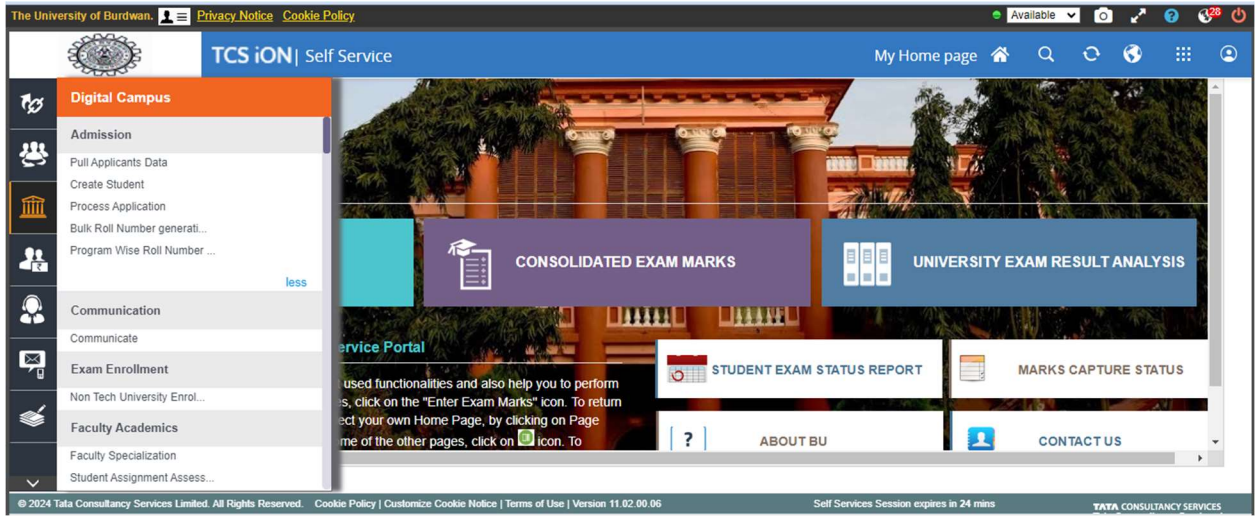 The University of Burdwan. Privacy Notice Cookie Policy
Available
28
TCS iON| Self Service
My Home page
Digital Campus
Admission
Pull Applicants Data
Create Student
Process Application
Bulk Roll Number generati...
Program Wise Roll Number ...
less
Communication
Communicate
Exam Enrollment
Non Tech University Enrol...
Faculty Academics
Faculty Specialization
Student Assignment Assess...
CONSOLIDATED EXAM MARKS
UNIVERSITY EXAM RESULT ANALYSIS
ervice Portal
used functionalities and also help you to perform
es, click on the "Enter Exam Marks" icon. To return
ect your own Home Page, by clicking on Page
me of the other pages, click on icon. To
STUDENT EXAM STATUS REPORT
MARKS CAPTURE STATUS
? ABOUT BU
CONTACT US
© 2024 Tata Consultancy Services Limited. All Rights Reserved. Cookie Policy | Customize Cookie Notice | Terms of Use | Version 11.02.00.06
Self Services Session expires in 24 mins
TATA CONSULTANCY SERVICES